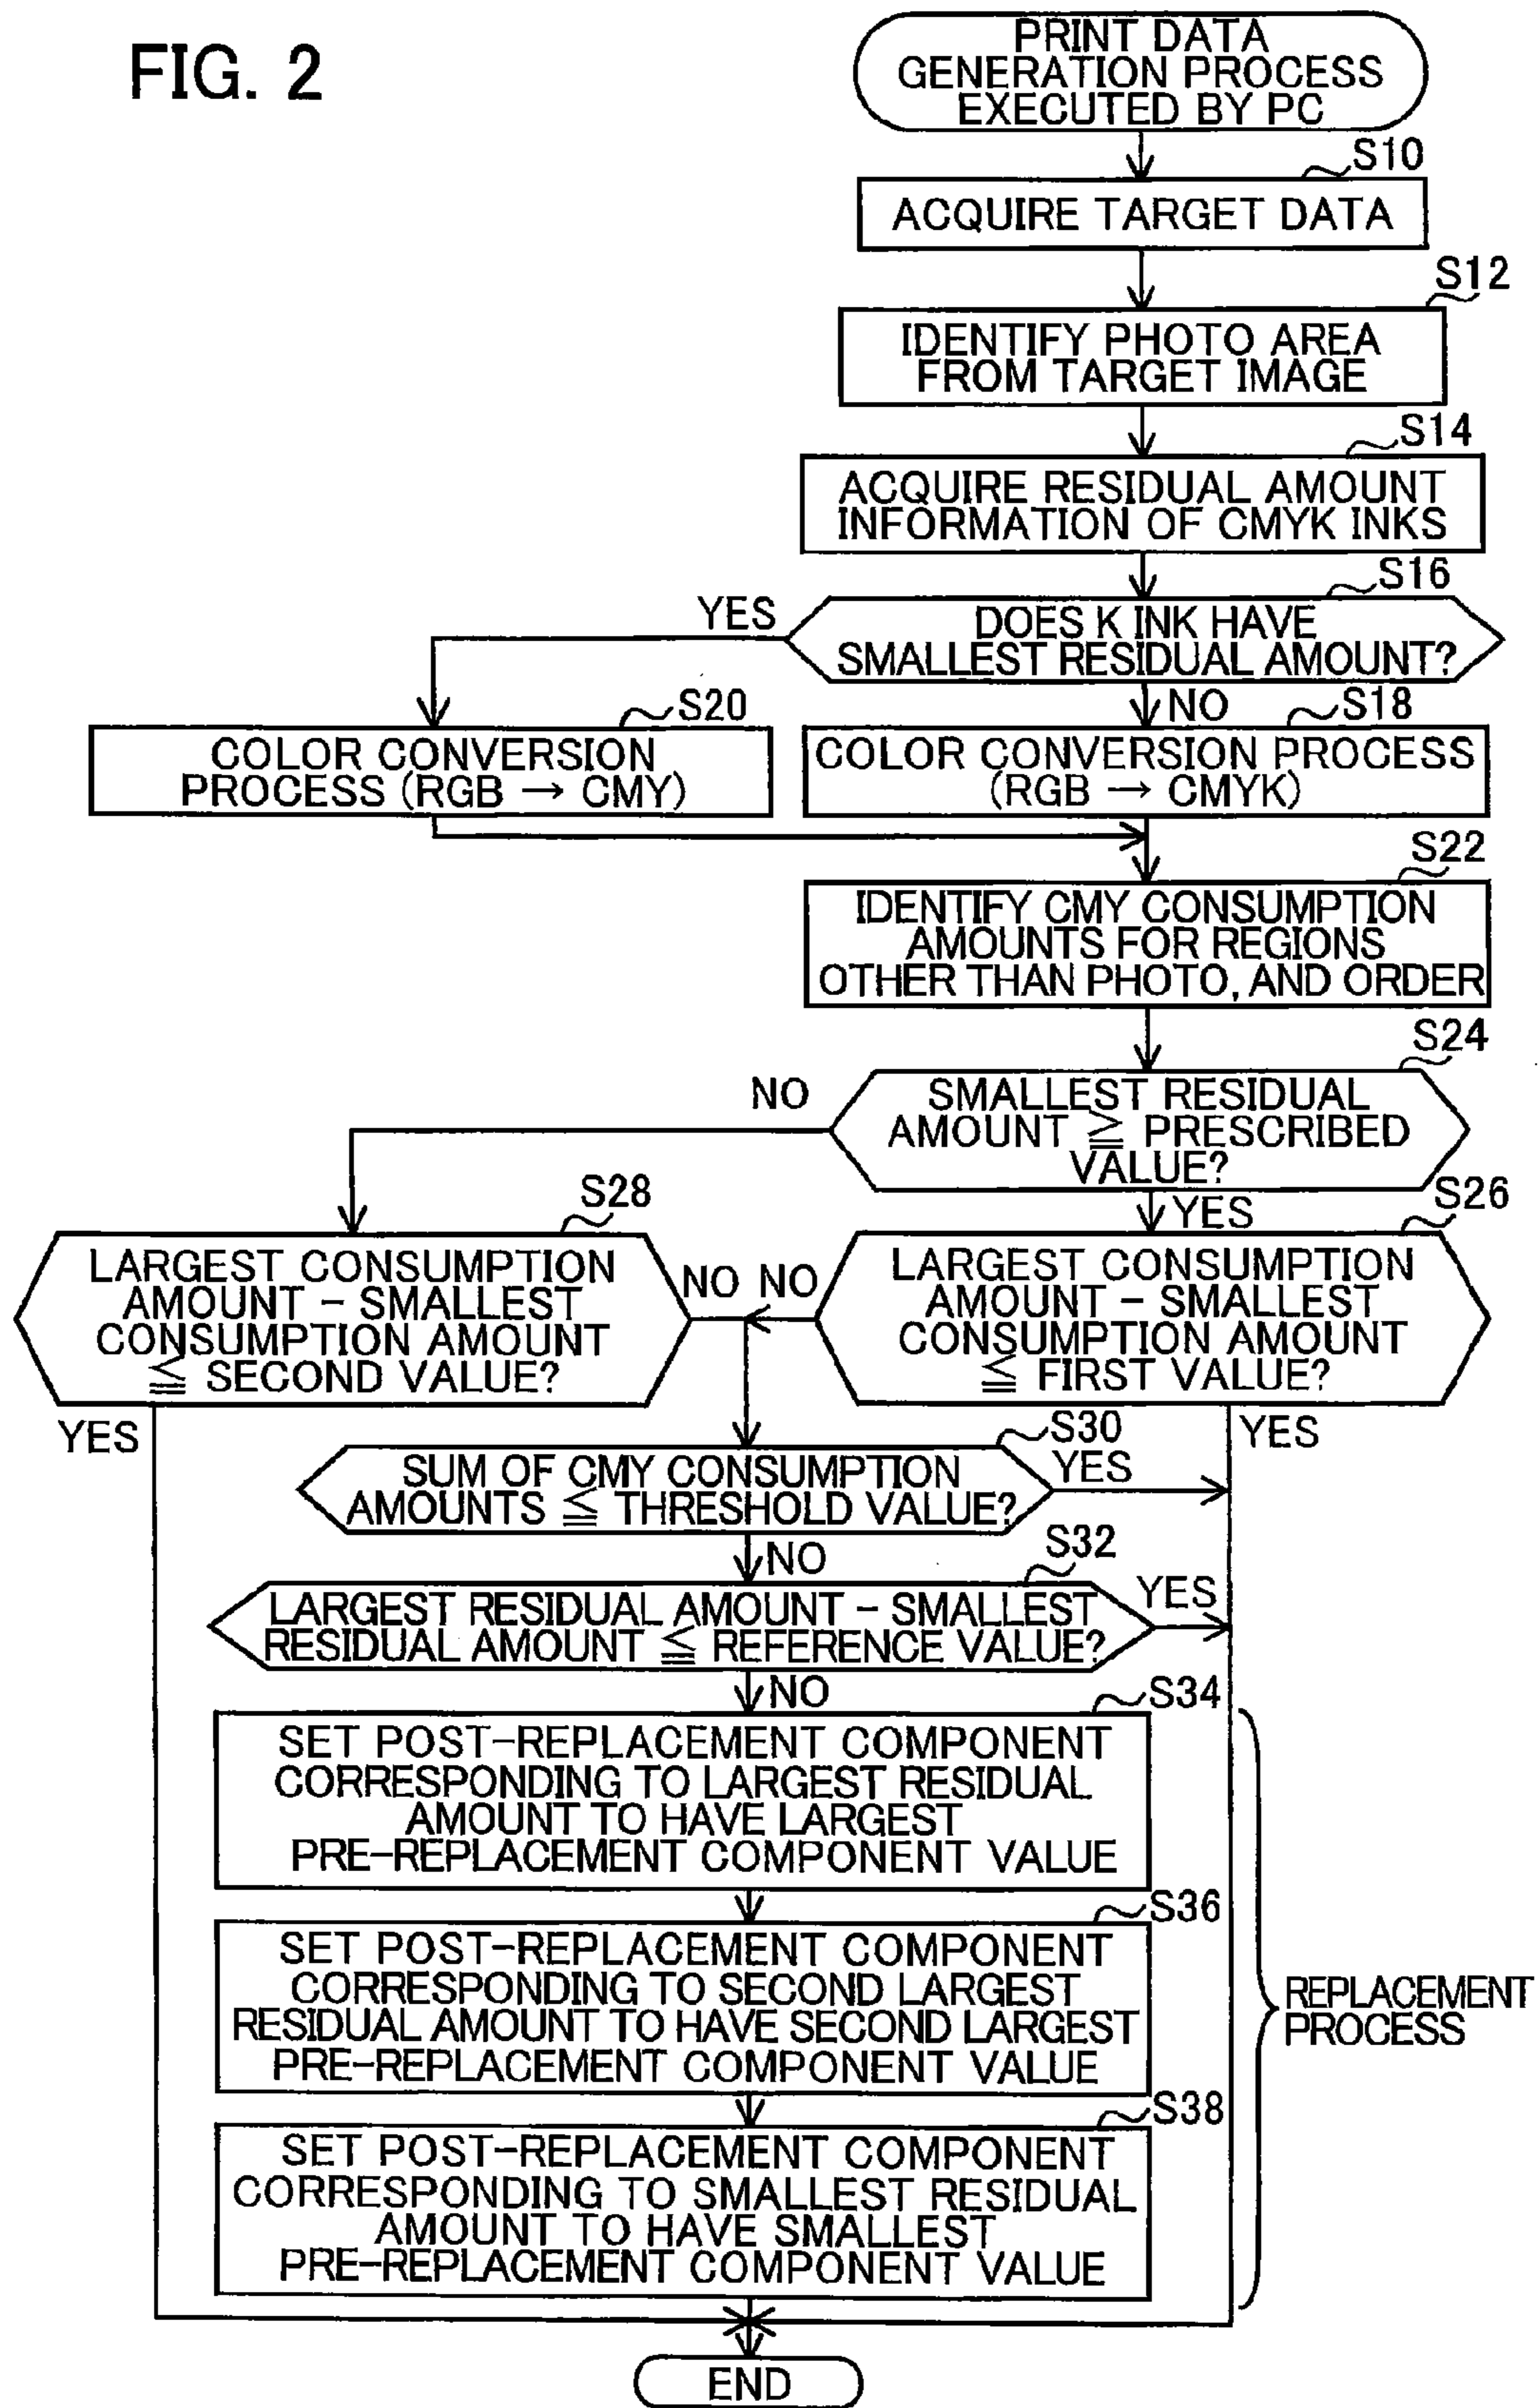 FIG. 2
PRINT DATA
GENERATION PROCESS
EXECUTED BY PC
S10
ACQUIRE TARGET DATA
S12
IDENTIFY PHOTO AREA
FROM TARGET IMAGE
S14
ACQUIRE RESIDUAL AMOUNT
INFORMATION OF CMYK INKS
S16
DOES K INK HAVE
SMALLEST RESIDUAL AMOUNT?
YES
NO
S20
COLOR CONVERSION
PROCESS (RGB → CMY)
S18
COLOR CONVERSION PROCESS
(RGB → CMYK)
S22
IDENTIFY CMY CONSUMPTION
AMOUNTS FOR REGIONS
OTHER THAN PHOTO, AND ORDER
S24
SMALLEST RESIDUAL
AMOUNT ≧ PRESCRIBED
VALUE?
NO
YES
S28
LARGEST CONSUMPTION
AMOUNT – SMALLEST
CONSUMPTION AMOUNT
≦ SECOND VALUE?
NO
YES
S26
LARGEST CONSUMPTION
AMOUNT – SMALLEST
CONSUMPTION AMOUNT
≦ FIRST VALUE?
NO
YES
S30
SUM OF CMY CONSUMPTION
AMOUNTS ≦ THRESHOLD VALUE?
YES
NO
S32
LARGEST RESIDUAL AMOUNT – SMALLEST
RESIDUAL AMOUNT ≦ REFERENCE VALUE?
YES
NO
S34
SET POST-REPLACEMENT COMPONENT
CORRESPONDING TO LARGEST RESIDUAL
AMOUNT TO HAVE LARGEST
PRE-REPLACEMENT COMPONENT VALUE
S36
SET POST-REPLACEMENT COMPONENT
CORRESPONDING TO SECOND LARGEST
RESIDUAL AMOUNT TO HAVE SECOND LARGEST
PRE-REPLACEMENT COMPONENT VALUE
REPLACEMENT
PROCESS
S38
SET POST-REPLACEMENT COMPONENT
CORRESPONDING TO SMALLEST RESIDUAL
AMOUNT TO HAVE SMALLEST
PRE-REPLACEMENT COMPONENT VALUE
END